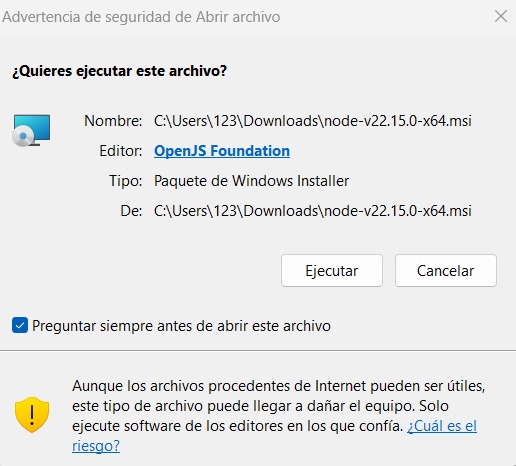 Advertencia de seguridad de Abrir archivo
¿Quieres ejecutar este archivo?
Nombre: C:\Users\123\Downloads\node-v22.15.0-x64.msi
Editor: OpenJS Foundation
Tipo: Paquete de Windows Installer
De: C:\Users\123\Downloads\node-v22.15.0-x64.msi
Ejecutar Cancelar
Preguntar siempre antes de abrir este archivo
Aunque los archivos procedentes de Internet pueden ser útiles,
este tipo de archivo puede llegar a dañar el equipo. Solo
ejecute software de los editores en los que confía. ¿Cuál es el
riesgo?